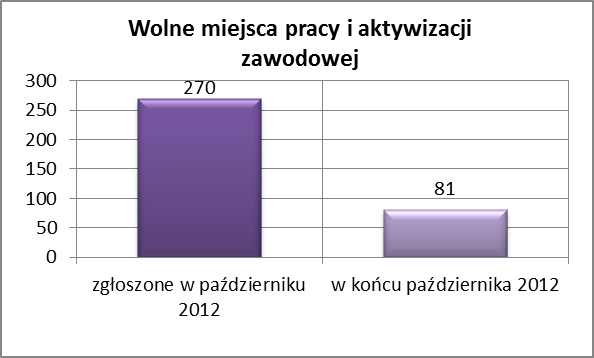 Wolne miejsca pracy i aktywizacji
zawodowej
300
250
200
150
100
50
0
270
81
zgłoszone w październiku
2012
w końcu października 2012